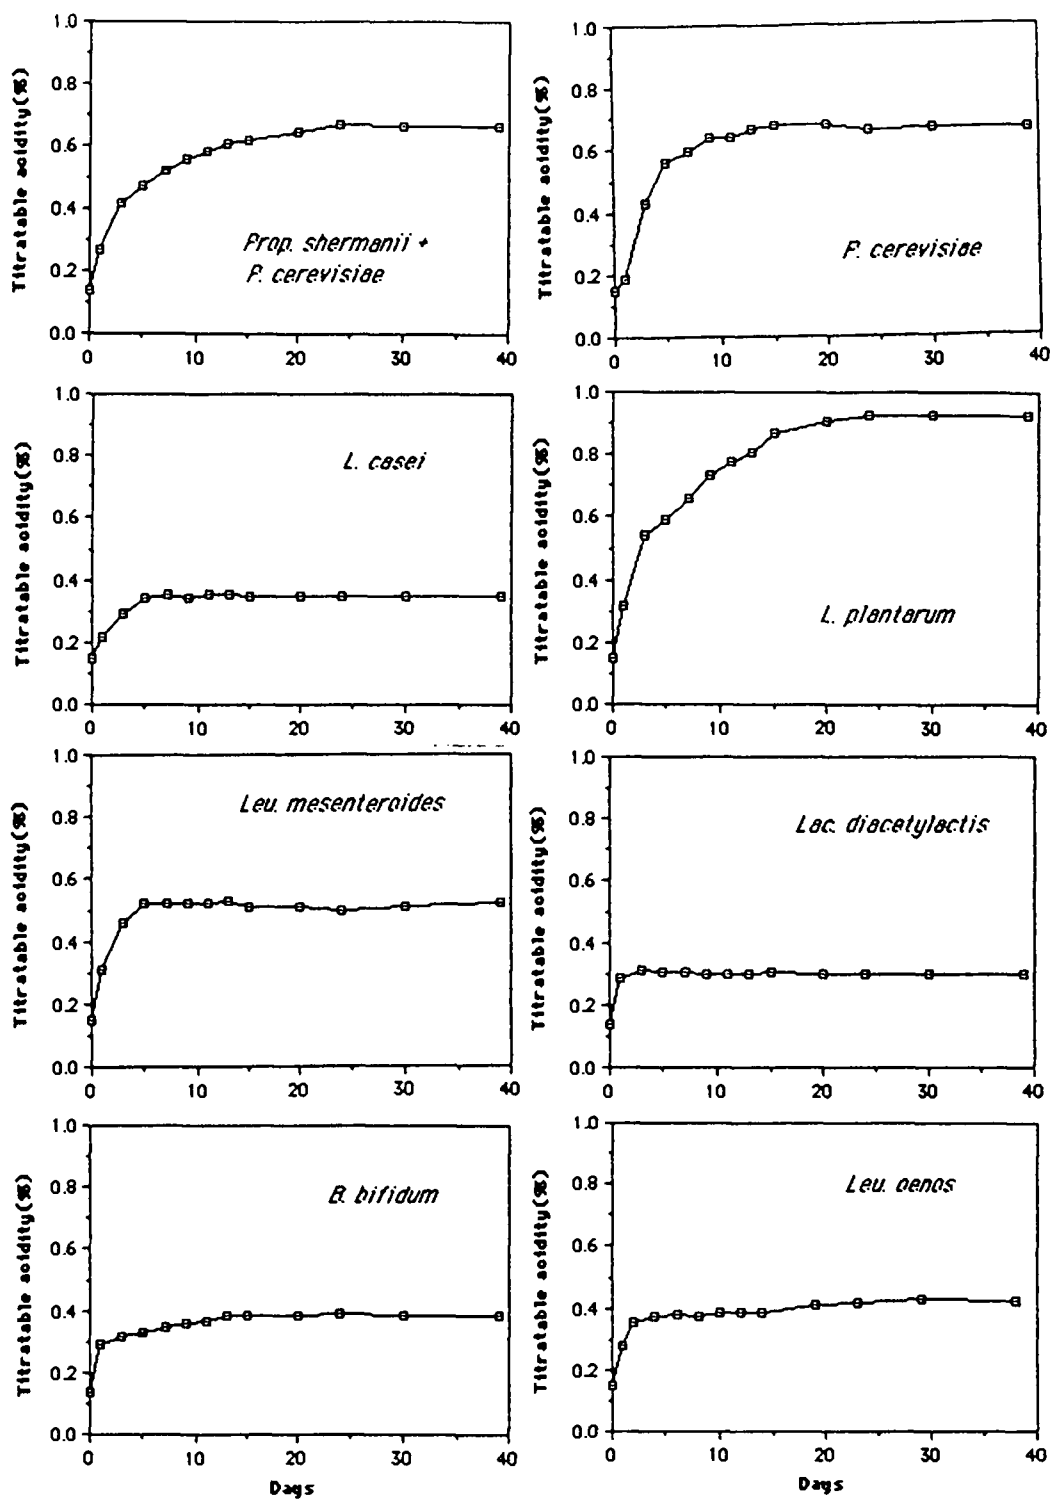 1.0
0.8
0.6
0.4
0.2
0.0
Titratable acidity(%)
Prop. shermanii +
P. cerevisiae
0 10 20 30 40
1.0
0.8
0.6
0.4
0.2
0.0
Titratable acidity(%)
P. cerevisiae
0 10 20 30 40
1.0
0.8
0.6
0.4
0.2
0.0
Titratable acidity(%)
L. casei
0 10 20 30 40
1.0
0.8
0.6
0.4
0.2
0.0
Titratable acidity(%)
L. plantarum
0 10 20 30 40
1.0
0.8
0.6
0.4
0.2
0.0
Titratable acidity(%)
Leu. mesenteroides
0 10 20 30 40
1.0
0.8
0.6
0.4
0.2
0.0
Titratable acidity(%)
Lac. diacetylactis
0 10 20 30 40
1.0
0.8
0.6
0.4
0.2
0.0
Titratable acidity(%)
B. bifidum
0 10 20 30 40
Days
1.0
0.8
0.6
0.4
0.2
0.0
Titratable acidity(%)
Leu. oenos
0 10 20 30 40
Days